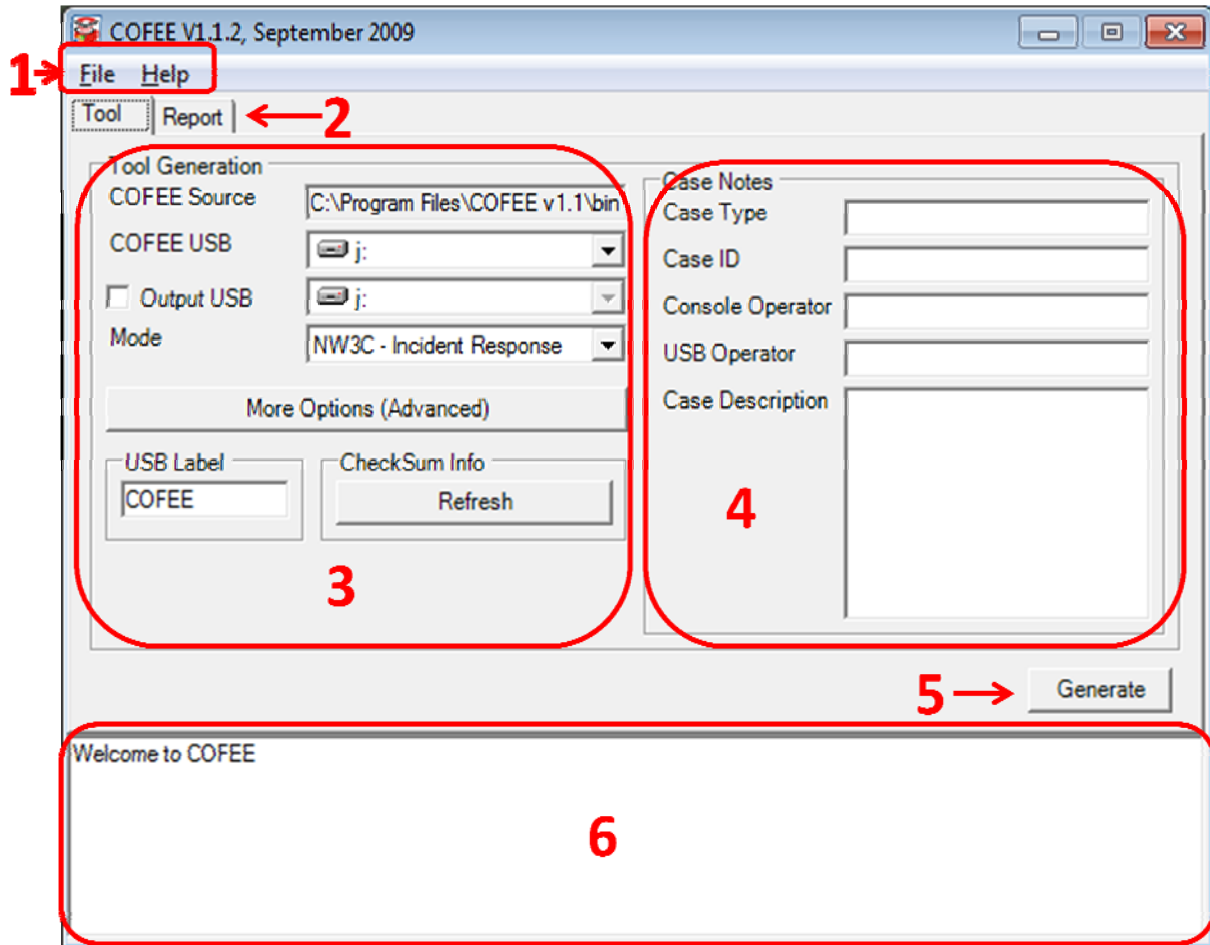 COFEE V1.1.2, September 2009
1
File Help
Tool Report
2
Tool Generation
COFEE Source
C:\Program Files\COFEE v1.1\bin
COFEE USB
j:
Output USB
j:
Mode
NW3C - Incident Response
More Options (Advanced)
USB Label
COFEE
CheckSum Info
Refresh
3
Case Notes
Case Type
Case ID
Console Operator
USB Operator
Case Description
4
5
Generate
Welcome to COFEE
6